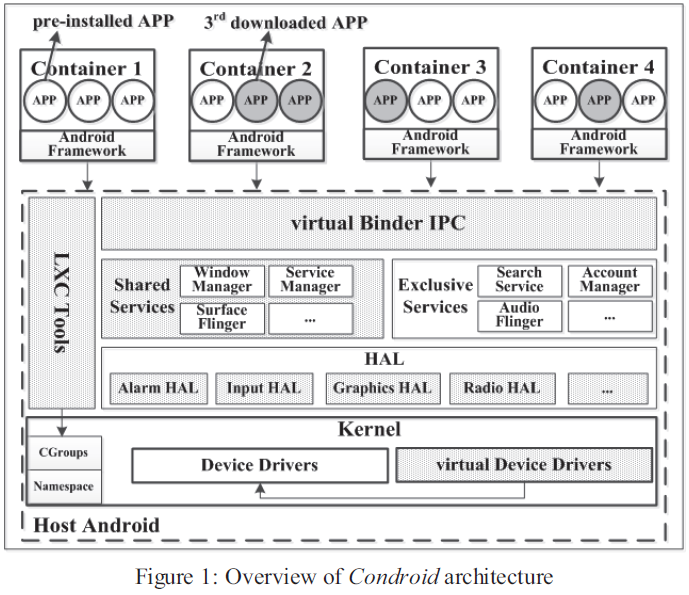 pre-installed APP
3rd downloaded APP
Container 1
APP
APP
APP
Android
Framework
Container 2
APP
APP
APP
Android
Framework
Container 3
APP
APP
APP
Android
Framework
Container 4
APP
APP
APP
Android
Framework
LXC Tools
virtual Binder IPC
Shared
Services
Window
Manager
Service
Manager
Surface
Flinger
...
Exclusive
Services
Search
Service
Account
Manager
Audio
Flinger
...
HAL
Alarm HAL
Input HAL
Graphics HAL
Radio HAL
...
Kernel
CGroups
Namespace
Device Drivers
virtual Device Drivers
Host Android
Figure 1: Overview of Condroid architecture